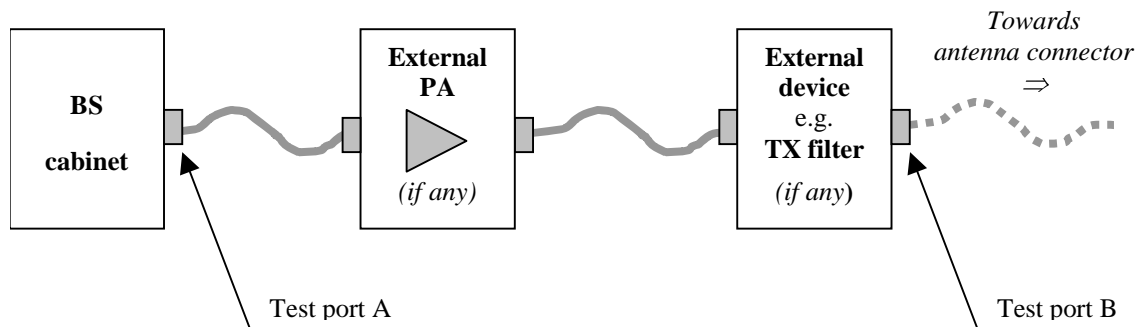 BS
cabinet
External
PA
(if any)
External
device
e.g.
TX filter
(if any)
Towards
antenna connector
⇒
Test port A
Test port B